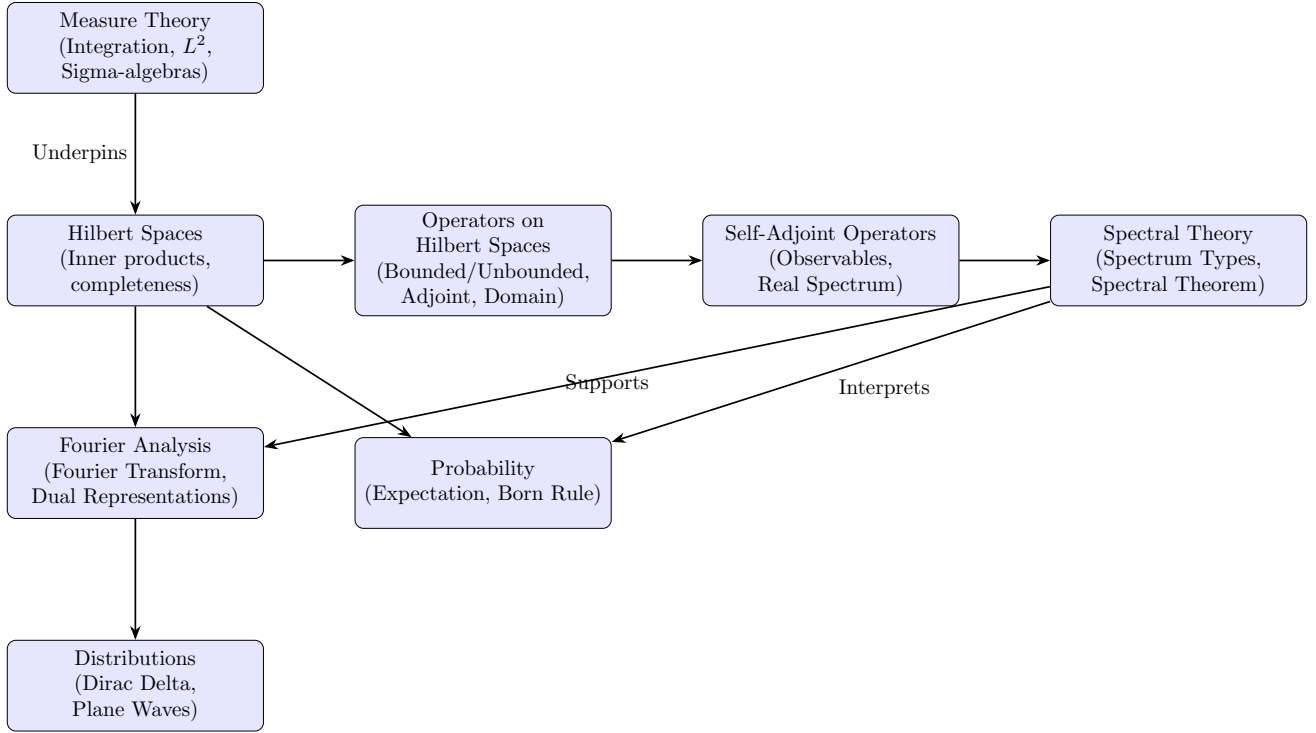 Measure Theory
(Integration, L², 
Sigma-algebras)
Underpins
Hilbert Spaces
(Inner products,
completeness)
Operators on
Hilbert Spaces
(Bounded/Unbounded,
Adjoint, Domain)
Self-Adjoint Operators
(Observables,
Real Spectrum)
Spectral Theory
(Spectrum Types,
Spectral Theorem)
Supports
Interprets
Fourier Analysis
(Fourier Transform,
Dual Representations)
Probability
(Expectation, Born Rule)
Distributions
(Dirac Delta,
Plane Waves)